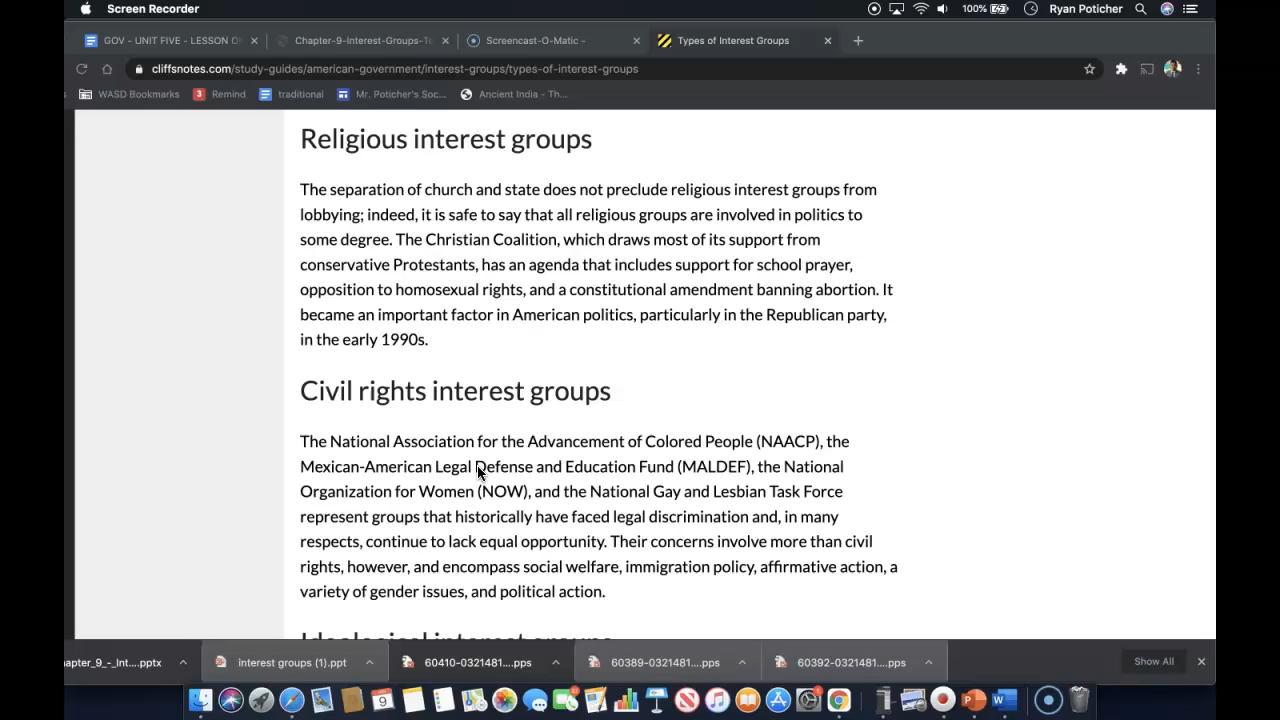 Screen Recorder
100%
Ryan Poticher
GOV - UNIT FIVE - LESSON O
Chapter-9-Interest-Groups-Tu
Screencast-O-Matic -
Types of Interest Groups
cliffsnotes.com/study-guides/american-government/interest-groups/types-of-interest-groups
WASD Bookmarks
3 Remind
traditional
Mr. Poticher's Soc...
Ancient India - Th...
Religious interest groups
The separation of church and state does not preclude religious interest groups from
lobbying; indeed, it is safe to say that all religious groups are involved in politics to
some degree. The Christian Coalition, which draws most of its support from
conservative Protestants, has an agenda that includes support for school prayer,
opposition to homosexual rights, and a constitutional amendment banning abortion. It
became an important factor in American politics, particularly in the Republican party,
in the early 1990s.
Civil rights interest groups
The National Association for the Advancement of Colored People (NAACP), the
Mexican-American Legal Defense and Education Fund (MALDEF), the National
Organization for Women (NOW), and the National Gay and Lesbian Task Force
represent groups that historically have faced legal discrimination and, in many
respects, continue to lack equal opportunity. Their concerns involve more than civil
rights, however, and encompass social welfare, immigration policy, affirmative action, a
variety of gender issues, and political action.
Ideological interest groups
hapter_9_-_Int....pptx
interest groups (1).ppt
60410-0321481....ppt
60389-0321481....ppt
60392-0321481....ppt
Show All
9